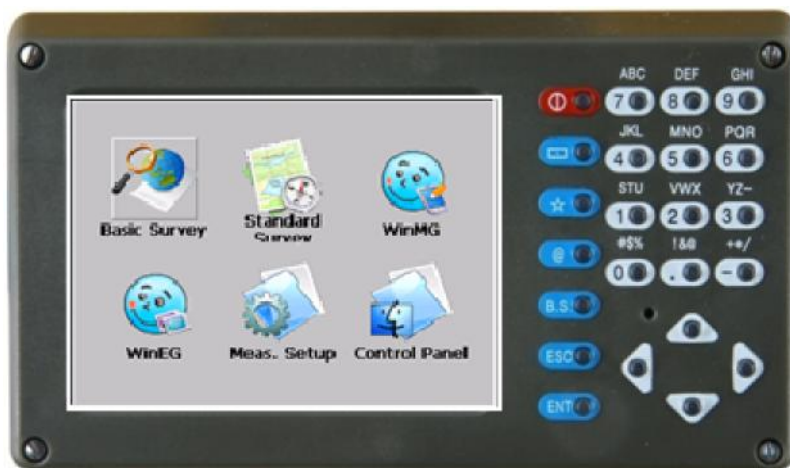 Basic Survey
Standard
Survey
WinMG
WinEG
Meas. Setup
Control Panel
ABC DEF GHI
7 8 9
JKL MNO PQR
4 5 6
STU VWX YZ~
1 2 3
☆
#$% !&@ +*/
@ 0 . -
B.S
ESC
ENT